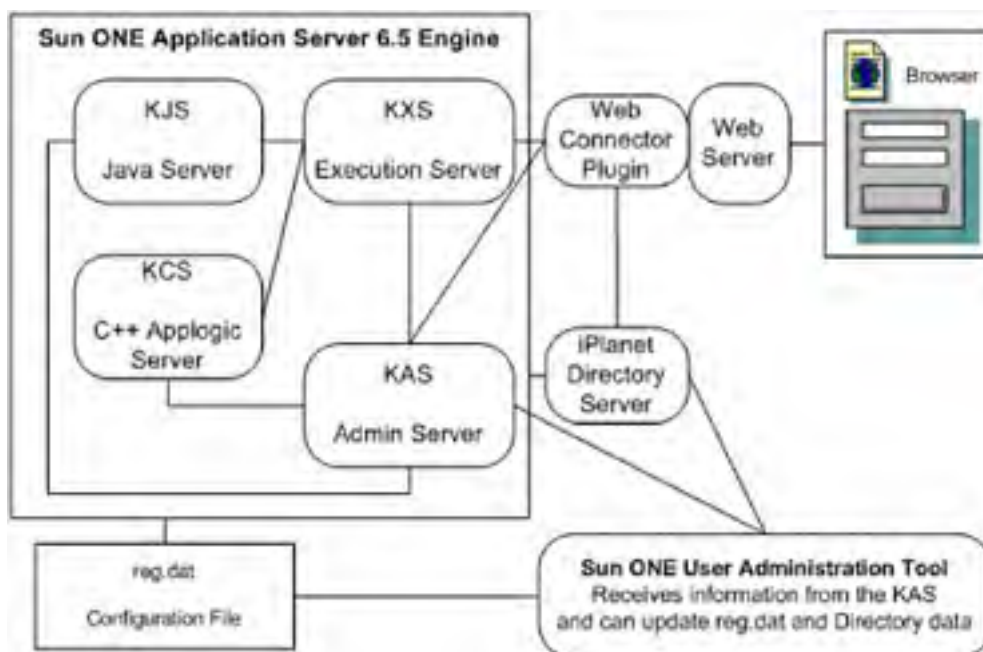 Sun ONE Application Server 6.5 Engine
KJS
Java Server
KXS
Execution Server
Web
Connector
Plugin
Web
Server
Browser
KCS
C++ Applogic
Server
KAS
Admin Server
iPlanet
Directory
Server
reg.dat
Configuration File
Sun ONE User Administration Tool
Receives information from the KAS
and can update reg.dat and Directory data